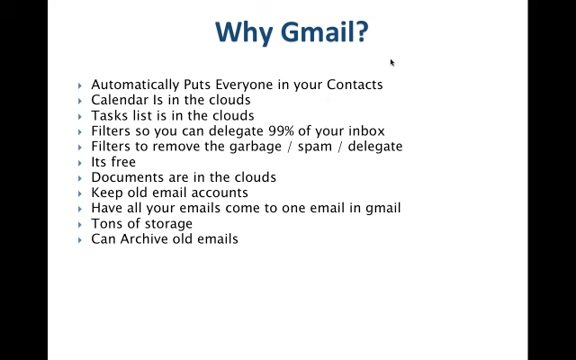 Why Gmail?
Automatically Puts Everyone in your Contacts
Calendar Is in the clouds
Tasks list is in the clouds
Filters so you can delegate 99% of your inbox
Filters to remove the garbage / spam / delegate
Its free
Documents are in the clouds
Keep old email accounts
Have all your emails come to one email in gmail
Tons of storage
Can Archive old emails